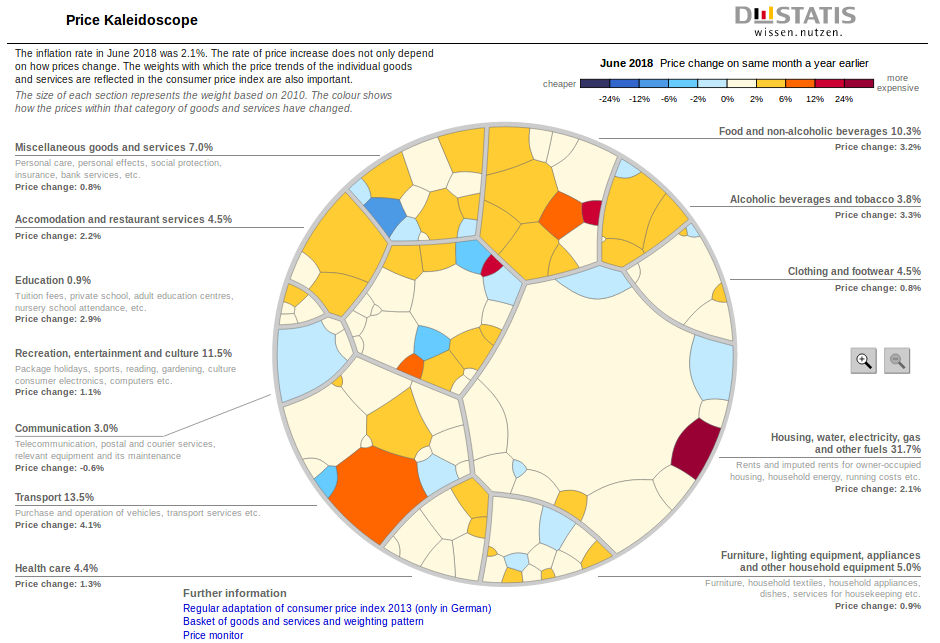 Price Kaleidoscope
DESTATIS
wissen.nutzen.
The inflation rate in June 2018 was 2.1%. The rate of price increase does not only depend
on how prices change. The weights with which the price trends of the individual goods
and services are reflected in the consumer price index are also important.
The size of each section represents the weight based on 2010. The colour shows
how the prices within that category of goods and services have changed.
June 2018 Price change on same month a year earlier
cheaper
more
expensive
-24% -12% -6% -2% 0% 2% 6% 12% 24%
Miscellaneous goods and services 7.0%
Personal care, personal effects, social protection,
insurance, bank services, etc.
Price change: 0.8%
Accomodation and restaurant services 4.5%
Price change: 2.2%
Education 0.9%
Tuition fees, private school, adult education centres,
nursery school attendance, etc.
Price change: 2.9%
Recreation, entertainment and culture 11.5%
Package holidays, sports, reading, gardening, culture
consumer electronics, computers etc.
Price change: 1.1%
Communication 3.0%
Telecommunication, postal and courier services,
relevant equipment and its maintenance
Price change: -0.6%
Transport 13.5%
Purchase and operation of vehicles, transport services etc.
Price change: 4.1%
Health care 4.4%
Price change: 1.3%
Food and non-alcoholic beverages 10.3%
Price change: 3.2%
Alcoholic beverages and tobacco 3.8%
Price change: 3.3%
Clothing and footwear 4.5%
Price change: 0.8%
Housing, water, electricity, gas
and other fuels 31.7%
Rents and imputed rents for owner-occupied
housing, household energy, running costs etc.
Price change: 2.1%
Furniture, lighting equipment, appliances
and other household equipment 5.0%
Furniture, household textiles, household appliances,
dishes, services for housekeeping etc.
Price change: 0.9%
Further information
Regular adaptation of consumer price index 2013 (only in German)
Basket of goods and services and weighting pattern
Price monitor